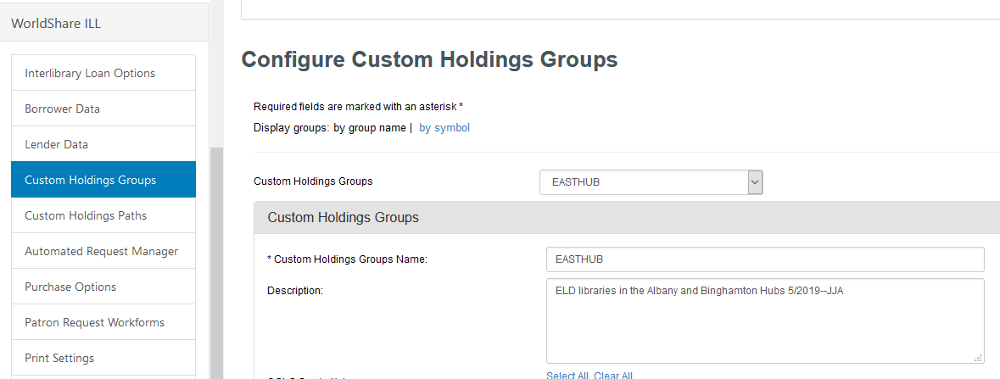 WorldShare ILL
Interlibrary Loan Options
Borrower Data
Lender Data
Custom Holdings Groups
Custom Holdings Paths
Automated Request Manager
Purchase Options
Patron Request Workforms
Print Settings
Configure Custom Holdings Groups
Required fields are marked with an asterisk *
Display groups: by group name | by symbol
Custom Holdings Groups EASTHUB
Custom Holdings Groups
* Custom Holdings Groups Name: EASTHUB
Description: ELD libraries in the Albany and Binghamton Hubs 5/2019--JJA
Select All Clear All